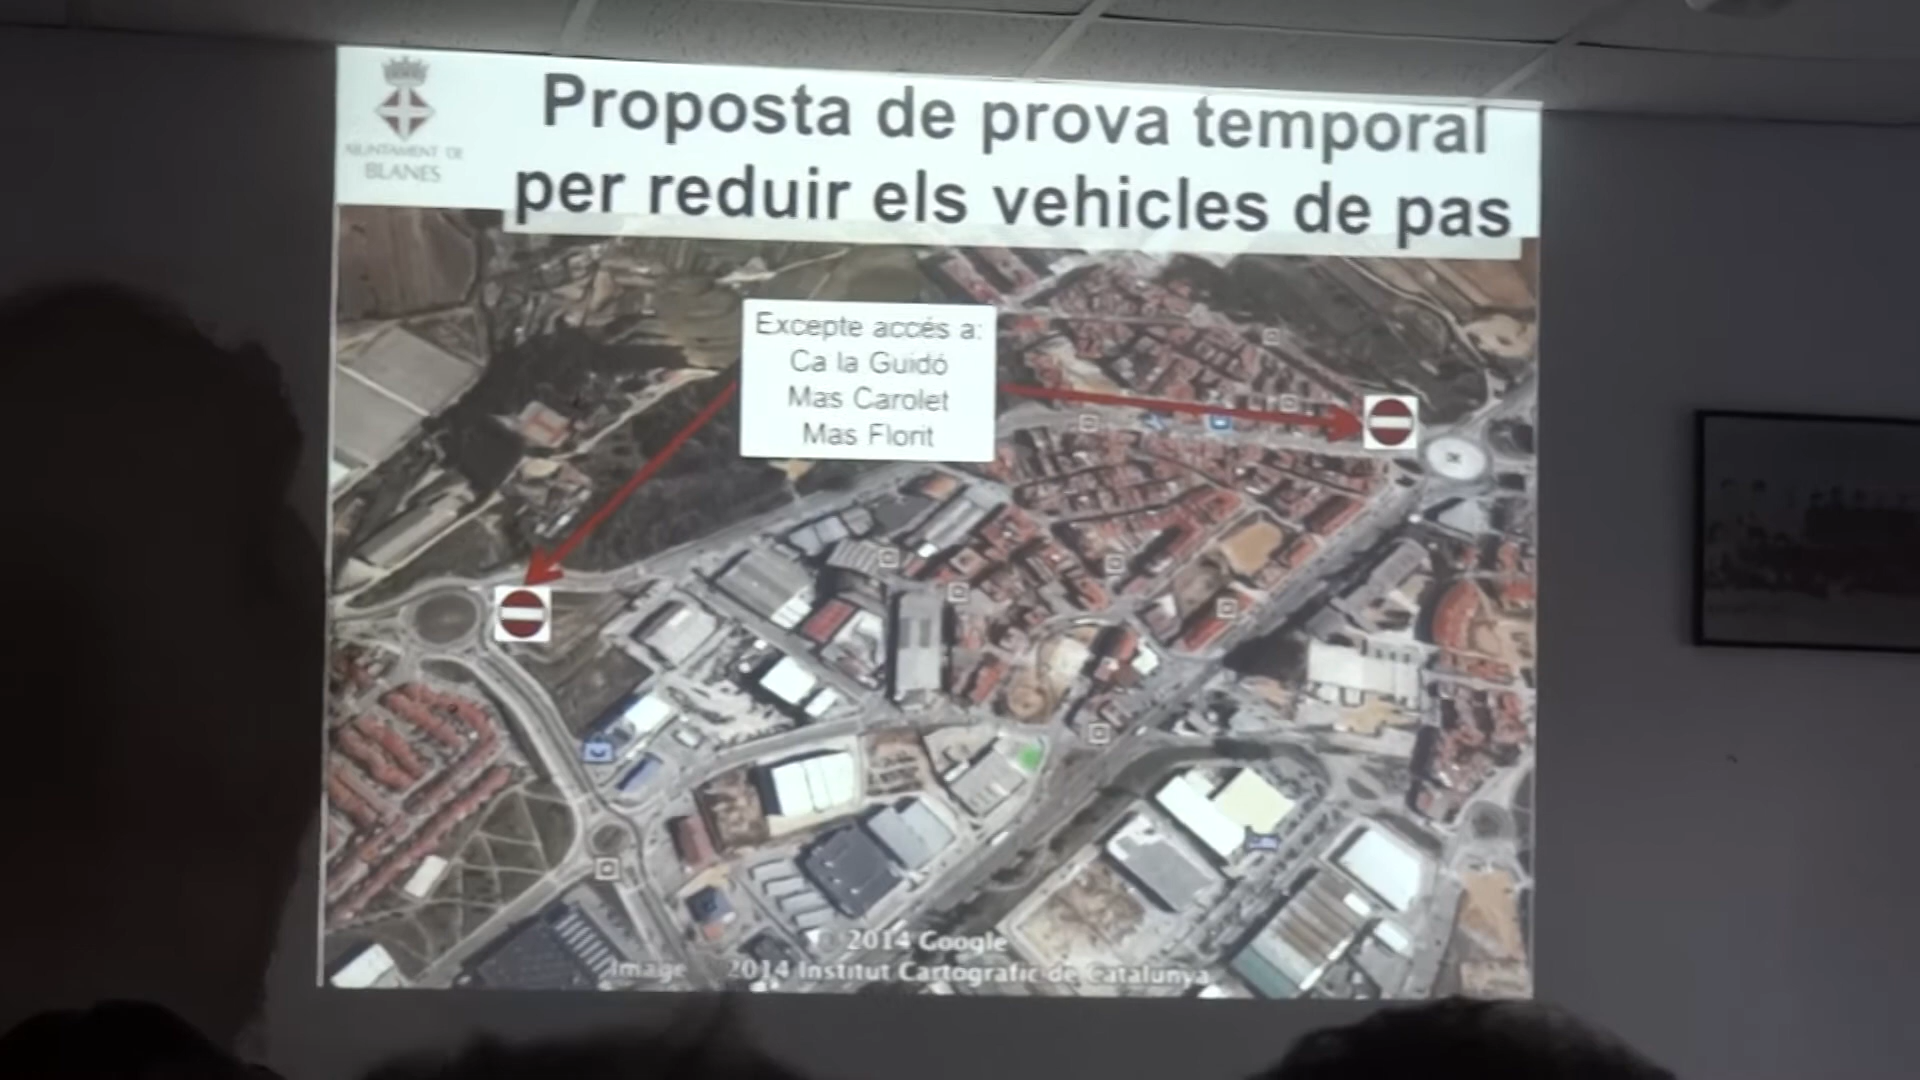 Proposta de prova temporal
per reduir els vehicles de pas
AJUNTAMENT DE
BLANES
Excepte accés a:
Ca la Guidó
Mas Carolet
Mas Florit
© 2014 Google
Image © 2014 Institut Cartografic de Catalunya